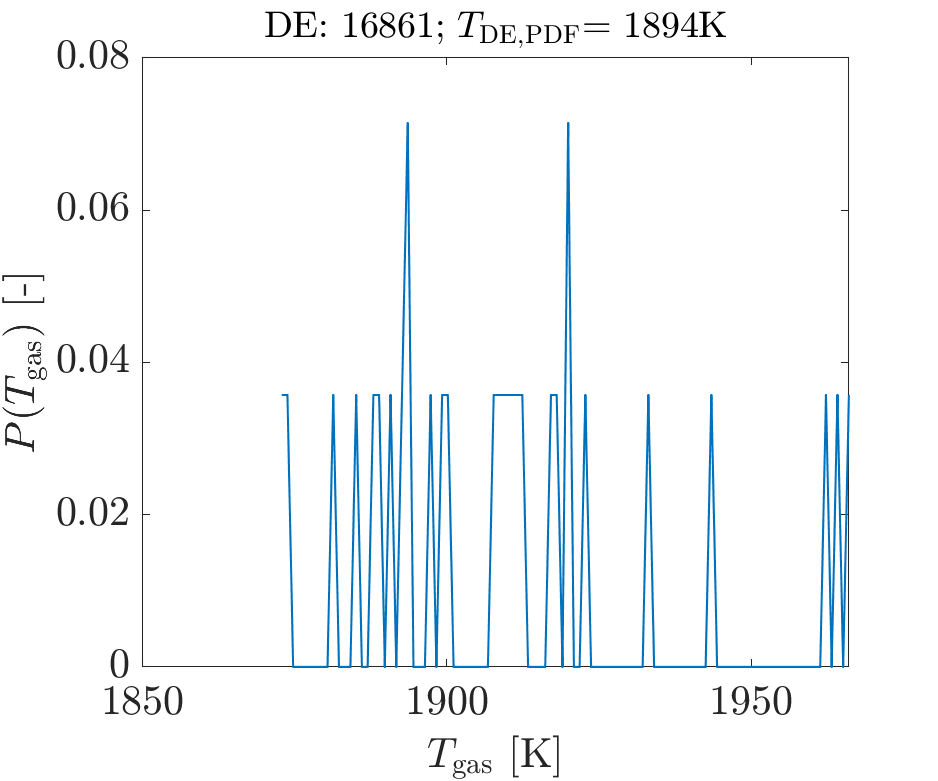 DE: 16861; T_DE,PDF= 1894K
0.08
0.06
0.04
0.02
0
P(T_gas) [-]
1850 1900 1950
T_gas [K]